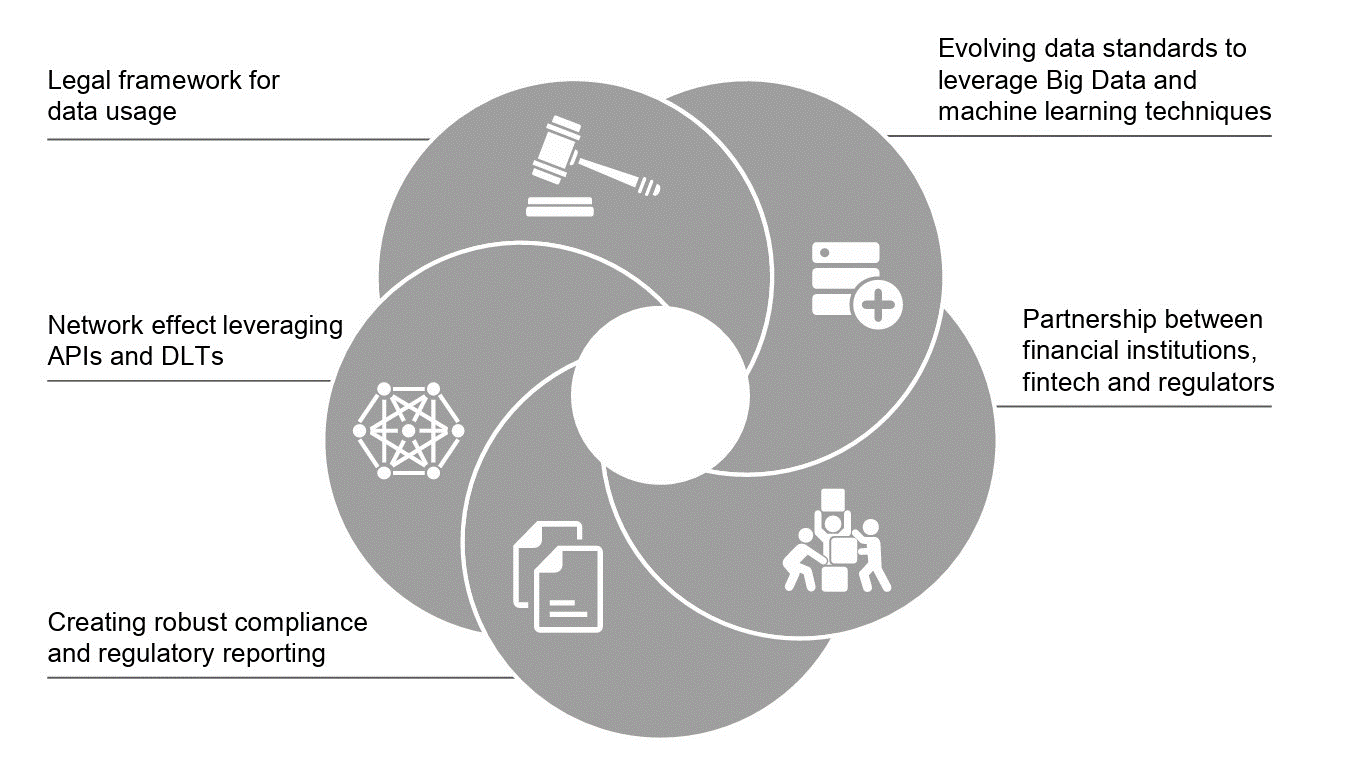 Legal framework for
data usage
Evolving data standards to
leverage Big Data and
machine learning techniques
Network effect leveraging
APIs and DLTs
Partnership between
financial institutions,
fintech and regulators
Creating robust compliance
and regulatory reporting